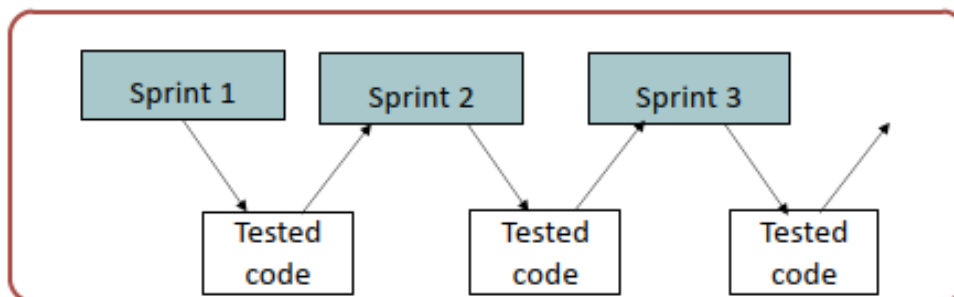 Sprint 1
Sprint 2
Sprint 3
Tested
code
Tested
code
Tested
code